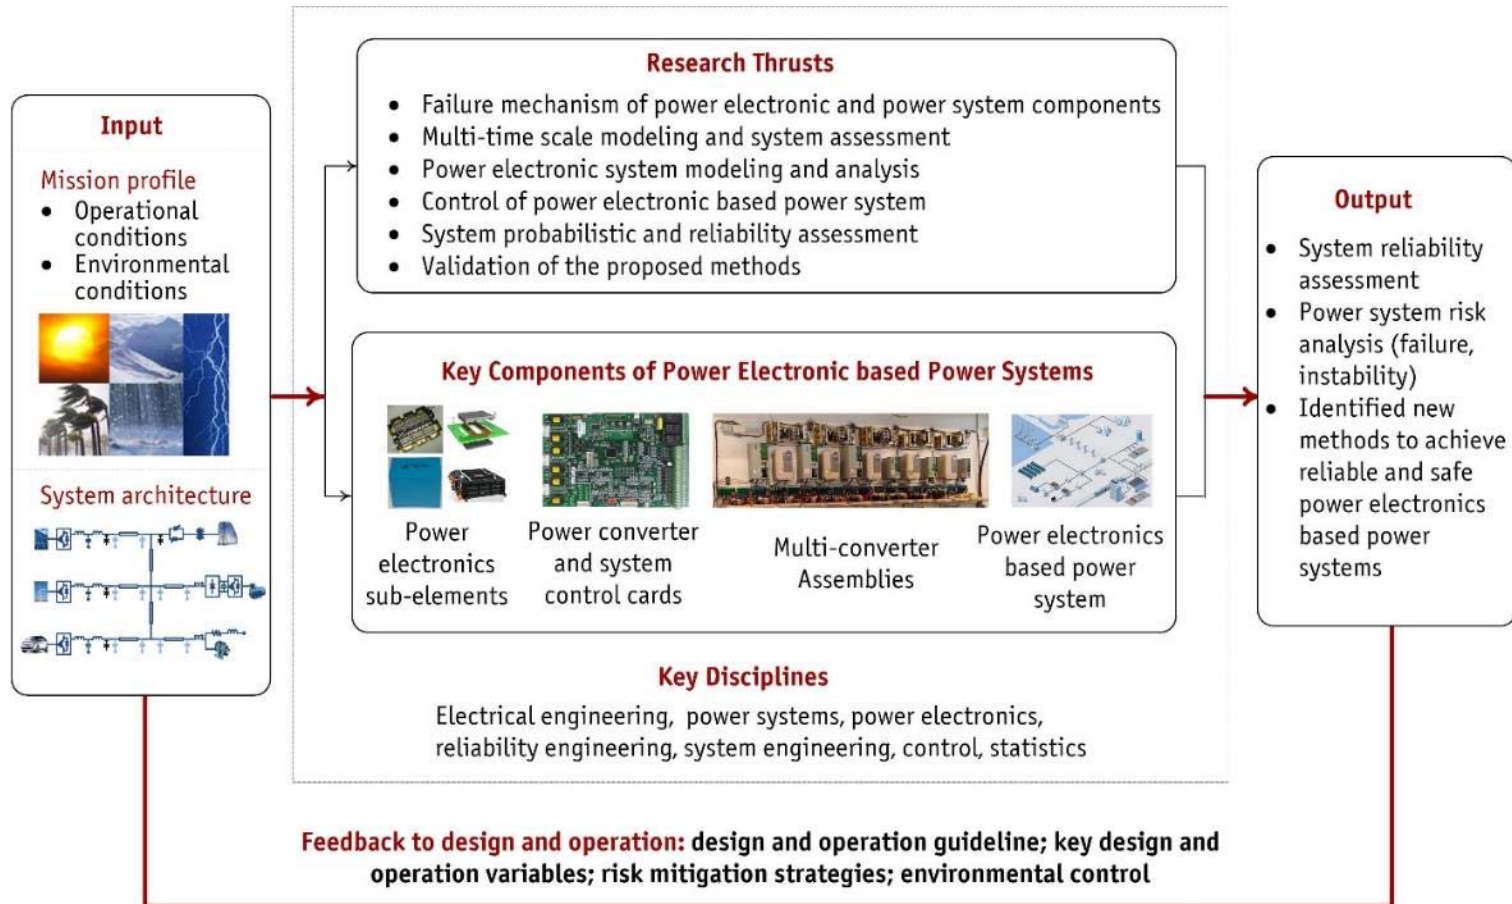 Input
Mission profile
• Operational
conditions
• Environmental
conditions
System architecture
Research Thrusts
• Failure mechanism of power electronic and power system components
• Multi-time scale modeling and system assessment
• Power electronic system modeling and analysis
• Control of power electronic based power system
• System probabilistic and reliability assessment
• Validation of the proposed methods
Key Components of Power Electronic based Power Systems
Power
electronics
sub-elements
Power converter
and system
control cards
Multi-converter
Assemblies
Power electronics
based power
system
Key Disciplines
Electrical engineering, power systems, power electronics,
reliability engineering, system engineering, control, statistics
Output
• System reliability
assessment
• Power system risk
analysis (failure,
instability)
• Identified new
methods to achieve
reliable and safe
power electronics
based power
systems
Feedback to design and operation: design and operation guideline; key design and
operation variables; risk mitigation strategies; environmental control